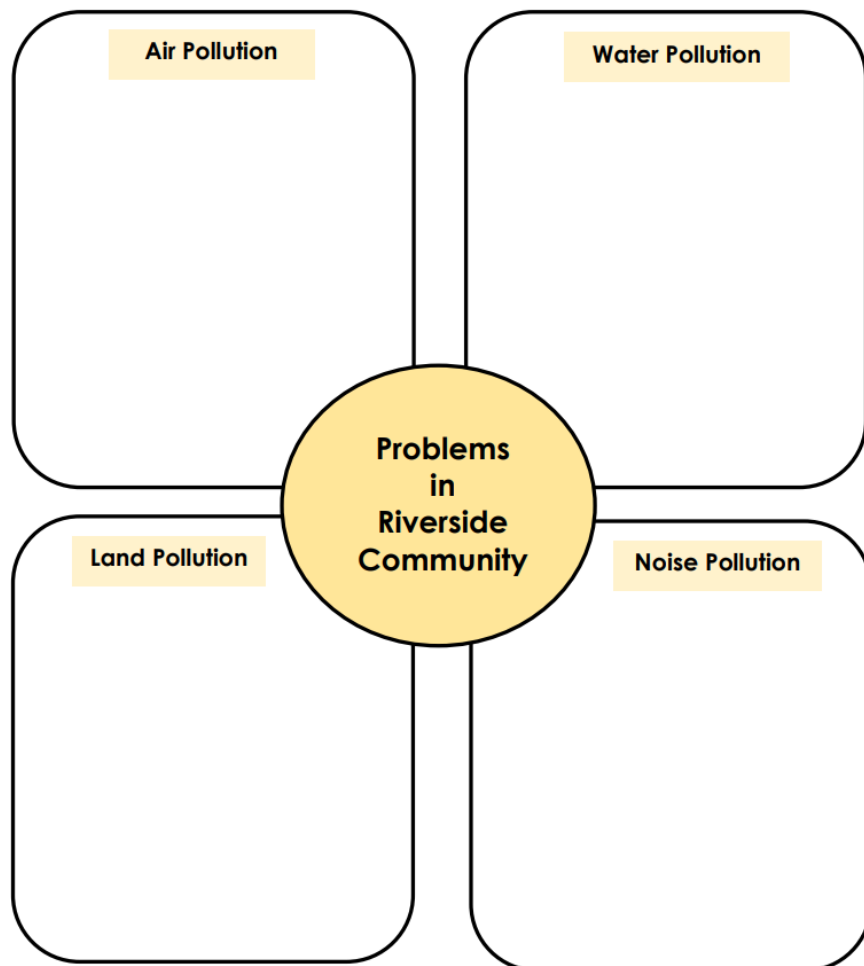 Air Pollution
Water Pollution
Problems
in
Riverside
Community
Land Pollution
Noise Pollution